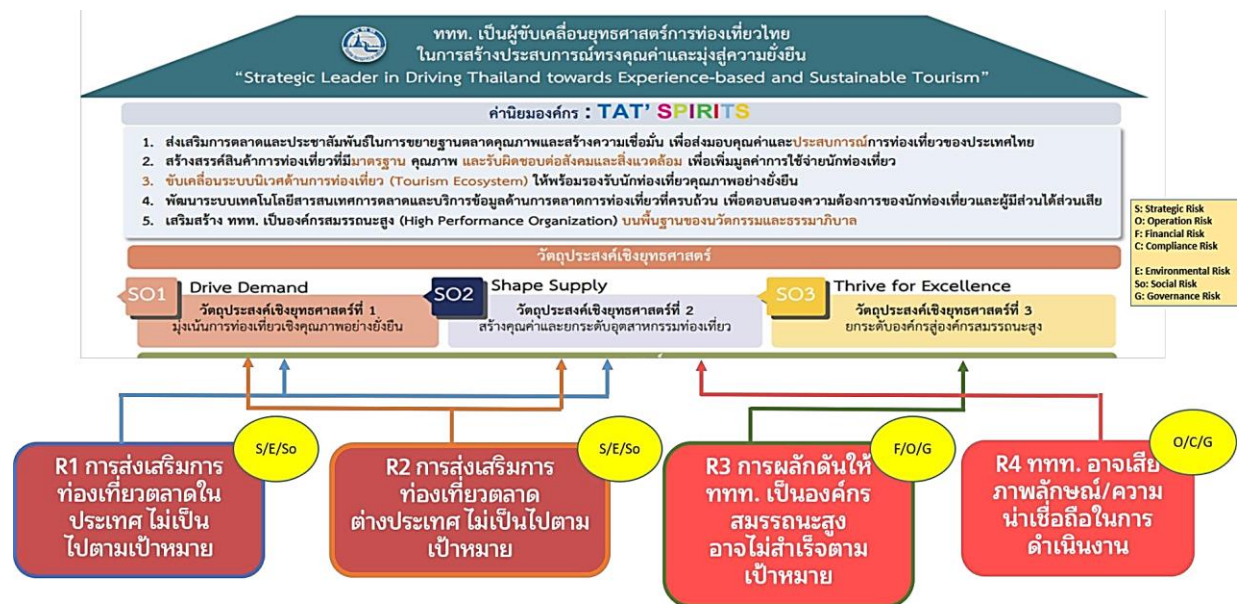 ททท. เป็นผู้ขับเคลื่อนยุทธศาสตร์การท่องเที่ยวไทย
ในการสร้างประสบการณ์ทรงคุณค่าและมุ่งสู่ความยั่งยืน
“Strategic Leader in Driving Thailand towards Experience-based and Sustainable Tourism”
ค่านิยมองค์กร : TAT’ SPIRITS
1. ส่งเสริมการตลาดและประชาสัมพันธ์ในการขยายฐานตลาดคุณภาพและสร้างความเชื่อมั่น เพื่อส่งมอบคุณค่าและประสบการณ์การท่องเที่ยวของประเทศไทย
2. สร้างสรรค์สินค้าการท่องเที่ยวที่มีมาตรฐาน คุณภาพ และรับผิดชอบต่อสังคมและสิ่งแวดล้อม เพื่อเพิ่มมูลค่าการใช้จ่ายนักท่องเที่ยว
3. ขับเคลื่อนระบบนิเวศด้านการท่องเที่ยว (Tourism Ecosystem) ให้พร้อมรองรับนักท่องเที่ยวคุณภาพอย่างยั่งยืน
4. พัฒนาระบบเทคโนโลยีสารสนเทศการตลาดและบริการข้อมูลด้านการตลาดการท่องเที่ยวที่ครบถ้วน เพื่อตอบสนองความต้องการของนักท่องเที่ยวและผู้มีส่วนได้ส่วนเสีย
5. เสริมสร้าง ททท. เป็นองค์กรสมรรถนะสูง (High Performance Organization) บนพื้นฐานของนวัตกรรมและธรรมาภิบาล
S: Strategic Risk
O: Operation Risk
F: Financial Risk
C: Compliance Risk
E: Environmental Risk
So: Social Risk
G: Governance Risk
วัตถุประสงค์เชิงยุทธศาสตร์
SO1 Drive Demand
วัตถุประสงค์เชิงยุทธศาสตร์ที่ 1
มุ่งเน้นการท่องเที่ยวเชิงคุณภาพอย่างยั่งยืน
SO2 Shape Supply
วัตถุประสงค์เชิงยุทธศาสตร์ที่ 2
สร้างคุณค่าและยกระดับอุตสาหกรรมท่องเที่ยว
SO3 Thrive for Excellence
วัตถุประสงค์เชิงยุทธศาสตร์ที่ 3
ยกระดับองค์กรสู่องค์กรสมรรถนะสูง
S/E/So
R1 การส่งเสริมการ
ท่องเที่ยวตลาดใน
ประเทศ ไม่เป็น
ไปตามเป้าหมาย
S/E/So
R2 การส่งเสริมการ
ท่องเที่ยวตลาด
ต่างประเทศ ไม่เป็นไปตาม
เป้าหมาย
F/O/G
R3 การผลักดันให้
ททท. เป็นองค์กร
สมรรถนะสูง
อาจไม่สำเร็จตาม
เป้าหมาย
O/C/G
R4 ททท. อาจเสีย
ภาพลักษณ์/ความ
น่าเชื่อถือในการ
ดำเนินงาน